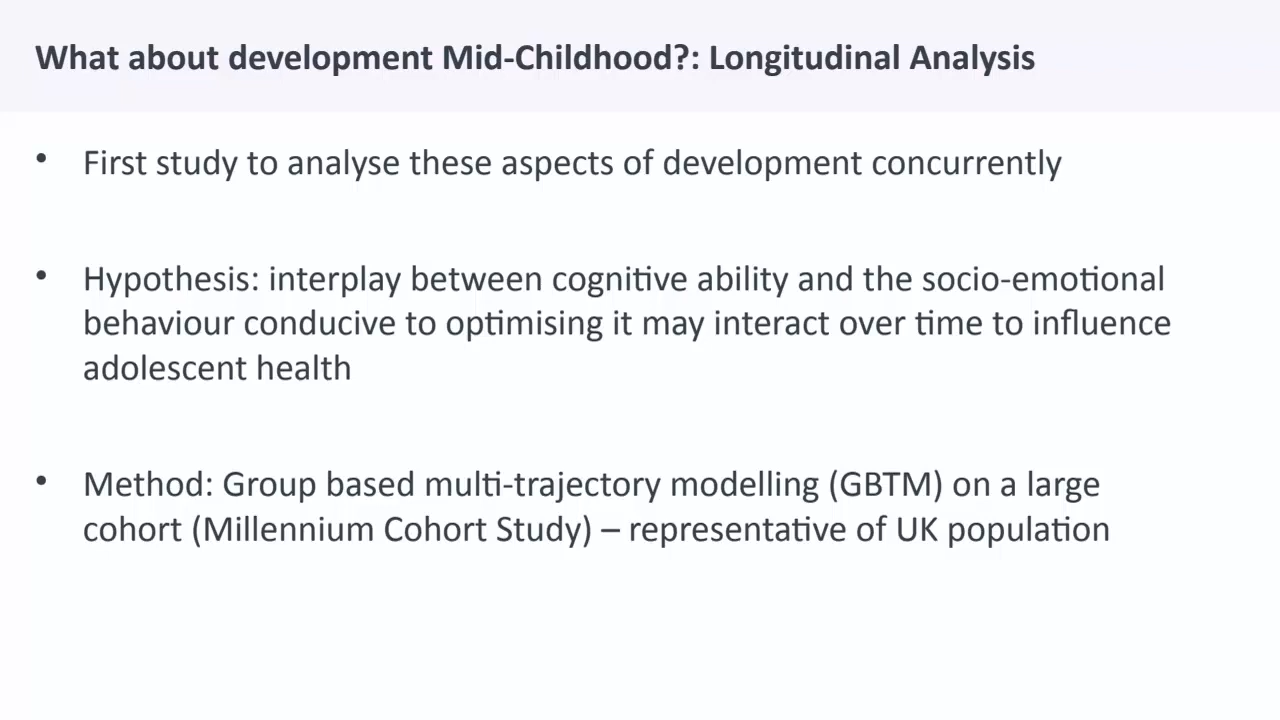 What about development Mid-Childhood?: Longitudinal Analysis
• First study to analyse these aspects of development concurrently
• Hypothesis: interplay between cognitive ability and the socio-emotional
behaviour conducive to optimising it may interact over time to influence
adolescent health
• Method: Group based multi-trajectory modelling (GBTM) on a large
cohort (Millennium Cohort Study) – representative of UK population